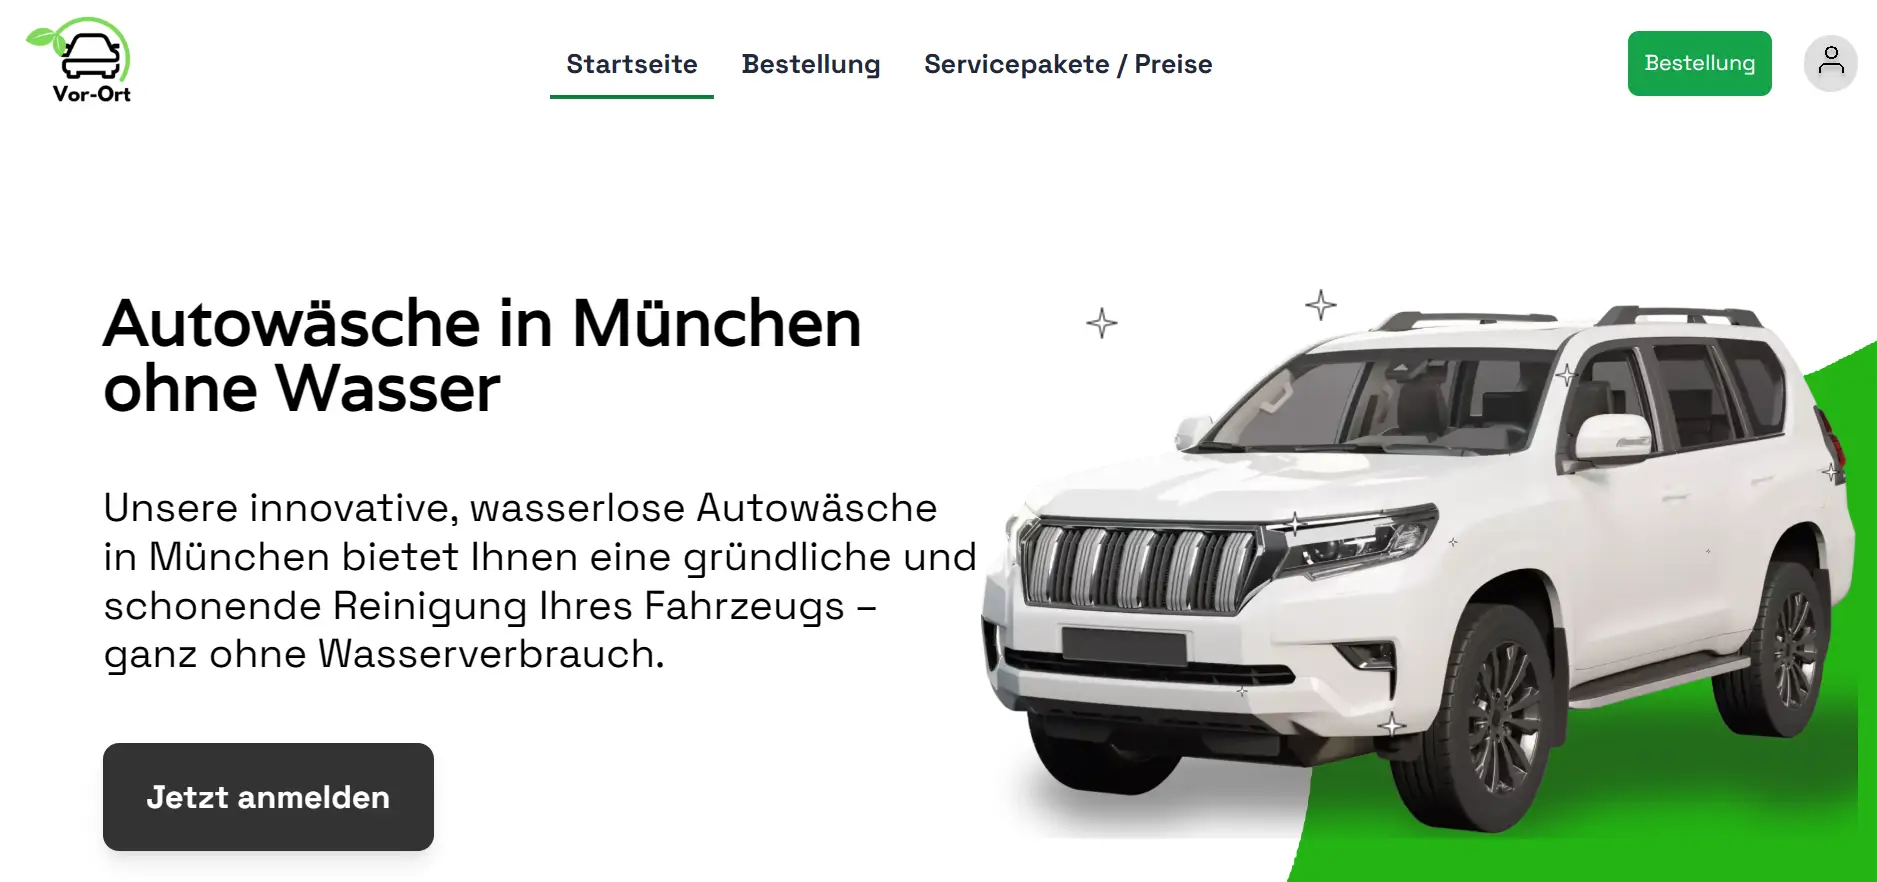 Vor-Ort
Startseite
Bestellung
Servicepakete / Preise
Bestellung
Autowäsche in München
ohne Wasser
Unsere innovative, wasserlose Autowäsche
in München bietet Ihnen eine gründliche und
schonende Reinigung Ihres Fahrzeugs –
ganz ohne Wasserverbrauch.
Jetzt anmelden